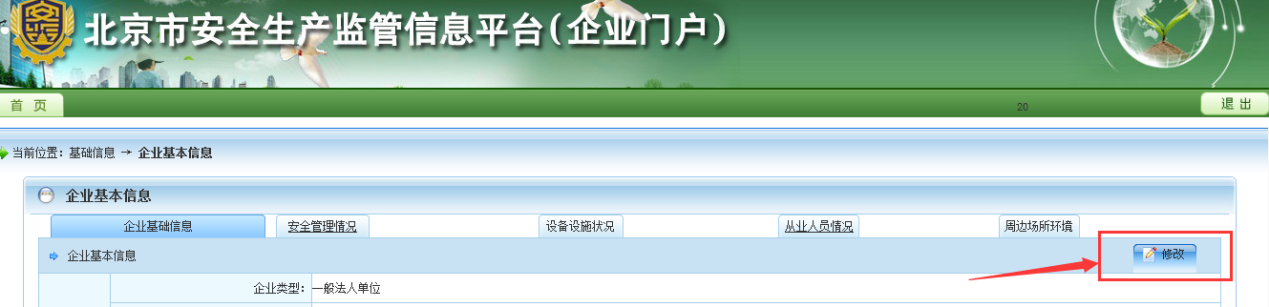 北京市安全生产监管信息平台(企业门户)
首 页
20
退 出
当前位置：基础信息 → 企业基本信息
企业基本信息
企业基础信息 安全管理情况 设备设施状况 从业人员情况 周边场所环境
企业基本信息
修改
企业类型：一般法人单位